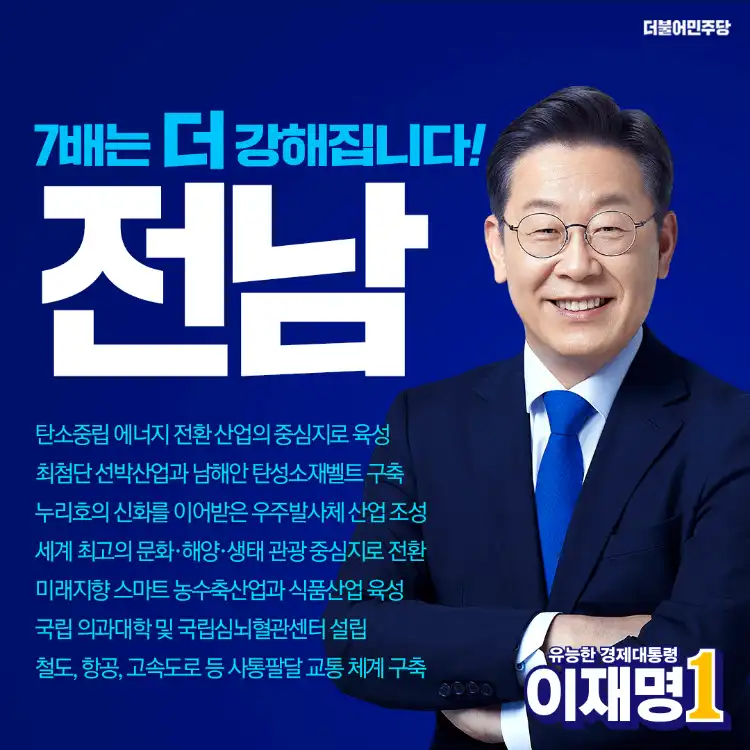 더불어민주당
7배는 더 강해집니다!
전남
탄소중립 에너지 전환 산업의 중심지로 육성
최첨단 선박산업과 남해안 탄성소재벨트 구축
누리호의 신화를 이어받은 우주발사체 산업 조성
세계 최고의 문화·해양·생태 관광 중심지로 전환
미래지향 스마트 농수축산업과 식품산업 육성
국립 의과대학 및 국립심뇌혈관센터 설립
철도, 항공, 고속도로 등 사통팔달 교통 체계 구축
유능한 경제대통령
이재명1